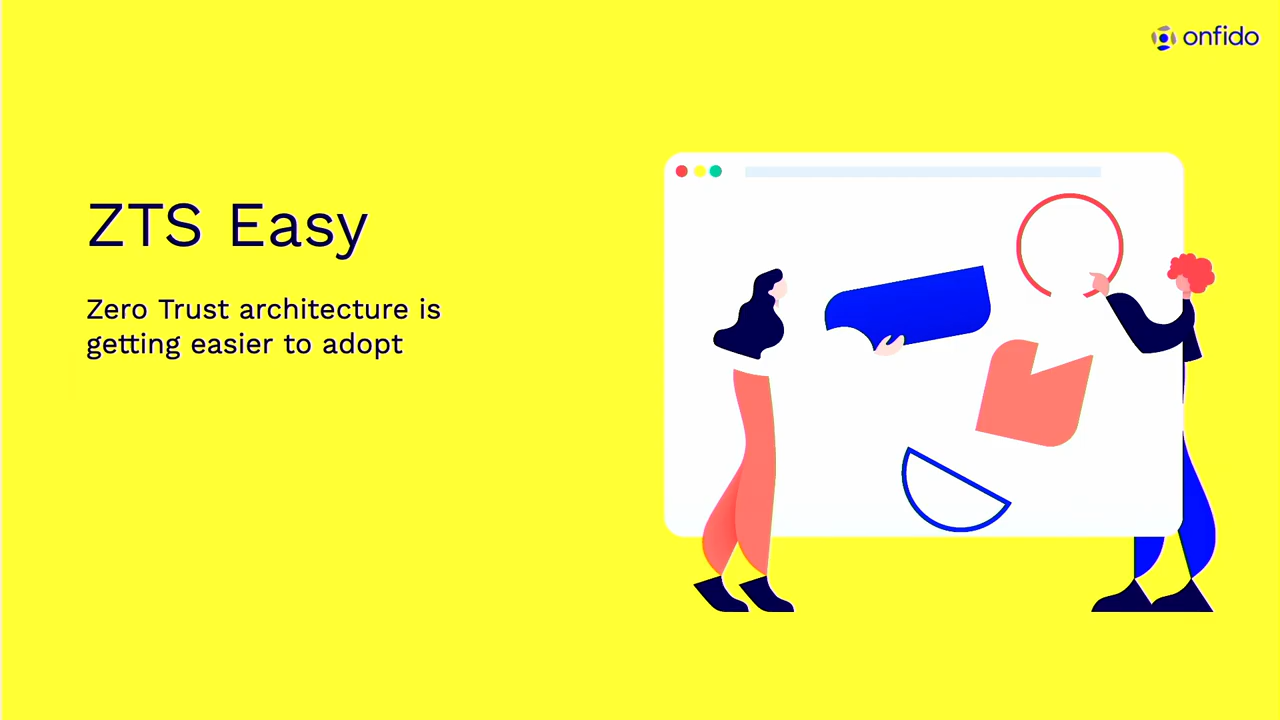 onfido
ZTS Easy
Zero Trust architecture is
getting easier to adopt